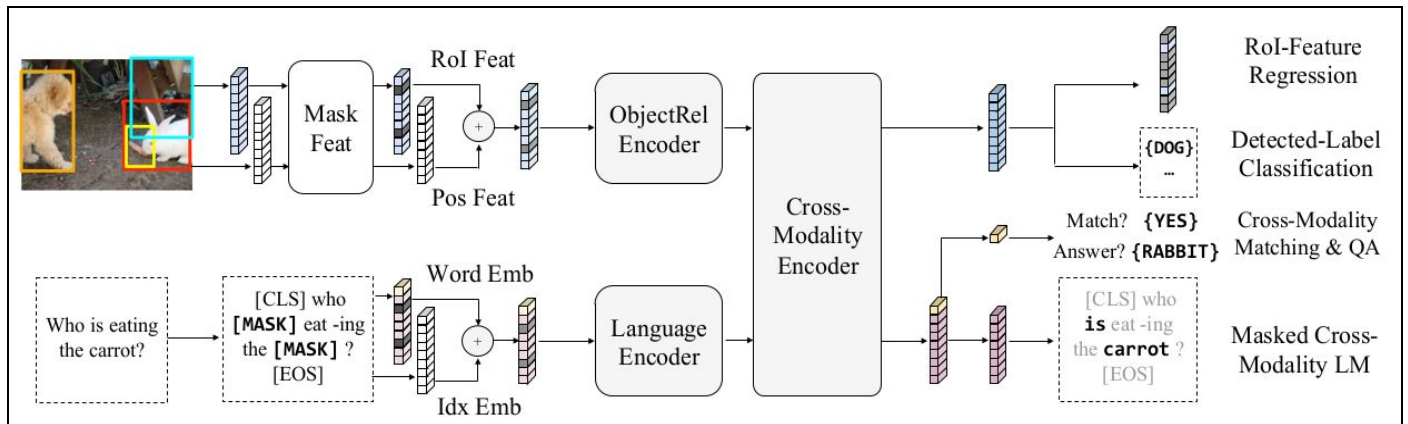 RoI Feat
Mask
Feat
Pos Feat
ObjectRel
Encoder
RoI-Feature
Regression
{DOG}
…
Detected-Label
Classification
Cross-
Modality
Encoder
Match? {YES}
Answer? {RABBIT}
Cross-Modality
Matching & QA
Who is eating
the carrot?
[CLS] who
[MASK] eat -ing
the [MASK] ?
[EOS]
Word Emb
Idx Emb
Language
Encoder
[CLS] who
is eat -ing
the carrot ?
[EOS]
Masked Cross-
Modality LM
+
+